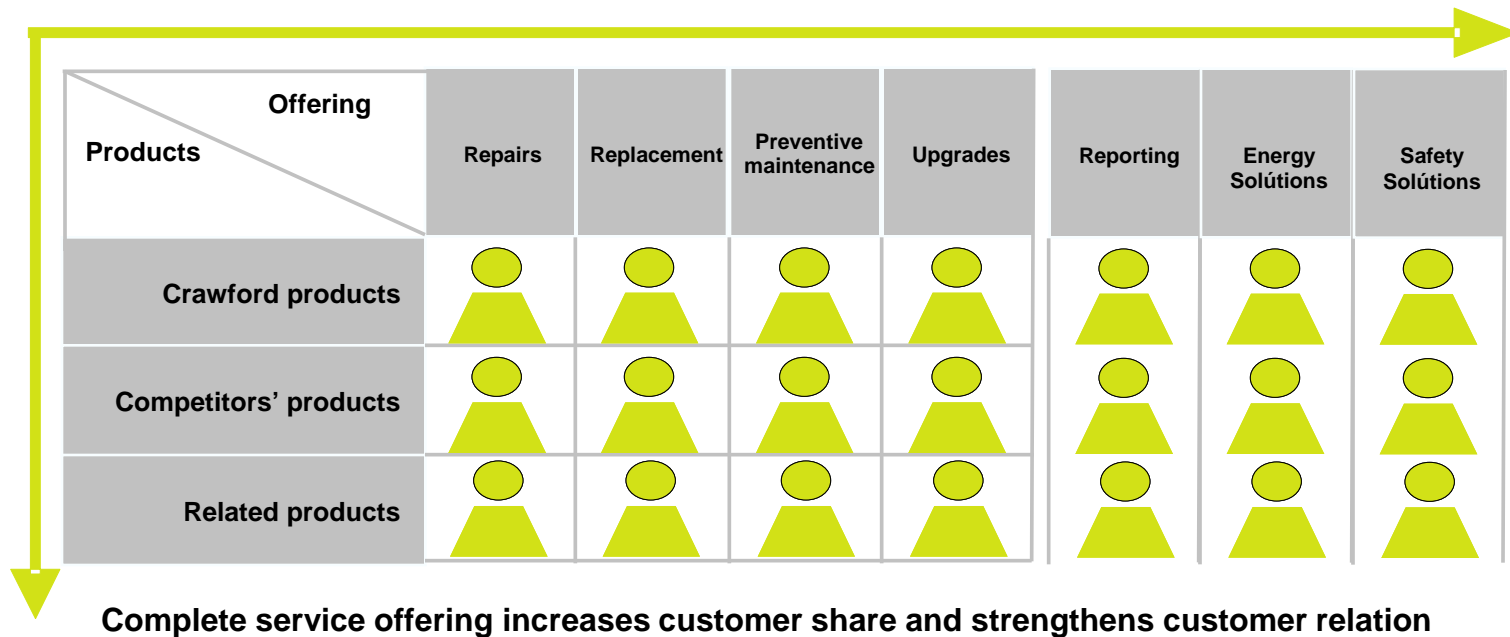 Offering
Products
Repairs
Replacement
Preventive
maintenance
Upgrades
Reporting
Energy
Solútions
Safety
Solútions
Crawford products
Competitors’ products
Related products
Complete service offering increases customer share and strengthens customer relation